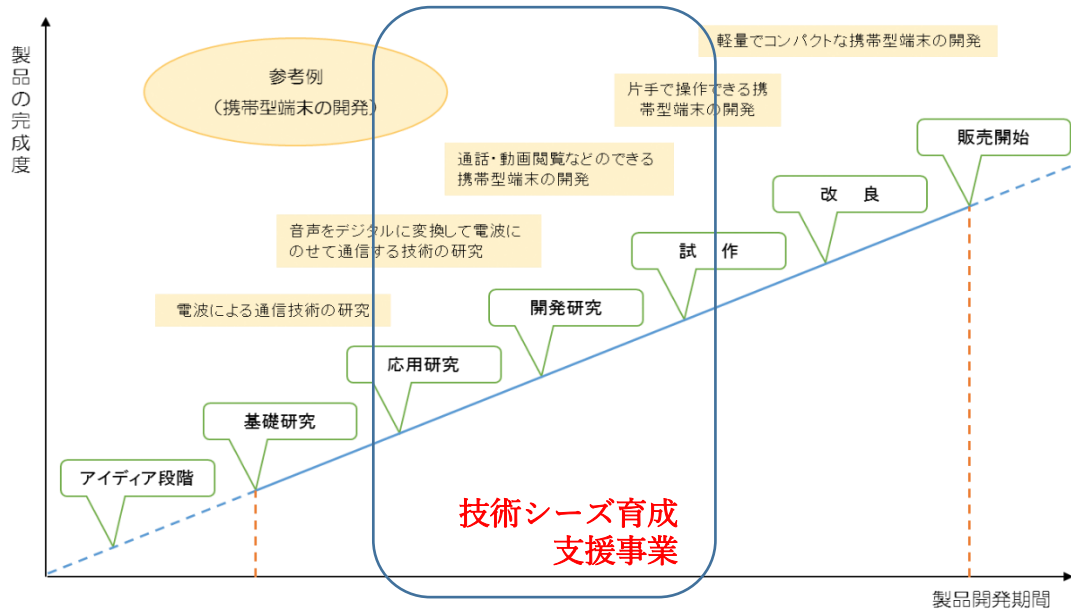 製品の完成度
参考例
（携帯型端末の開発）
軽量でコンパクトな携帯型端末の開発
片手で操作できる携
帯型端末の開発
通話・動画閲覧などのできる
携帯型端末の開発
音声をデジタルに変換して電波に
のせて通信する技術の研究
電波による通信技術の研究
販売開始
改　良
試　作
開発研究
応用研究
基礎研究
アイディア段階
技術シーズ育成
支援事業
製品開発期間